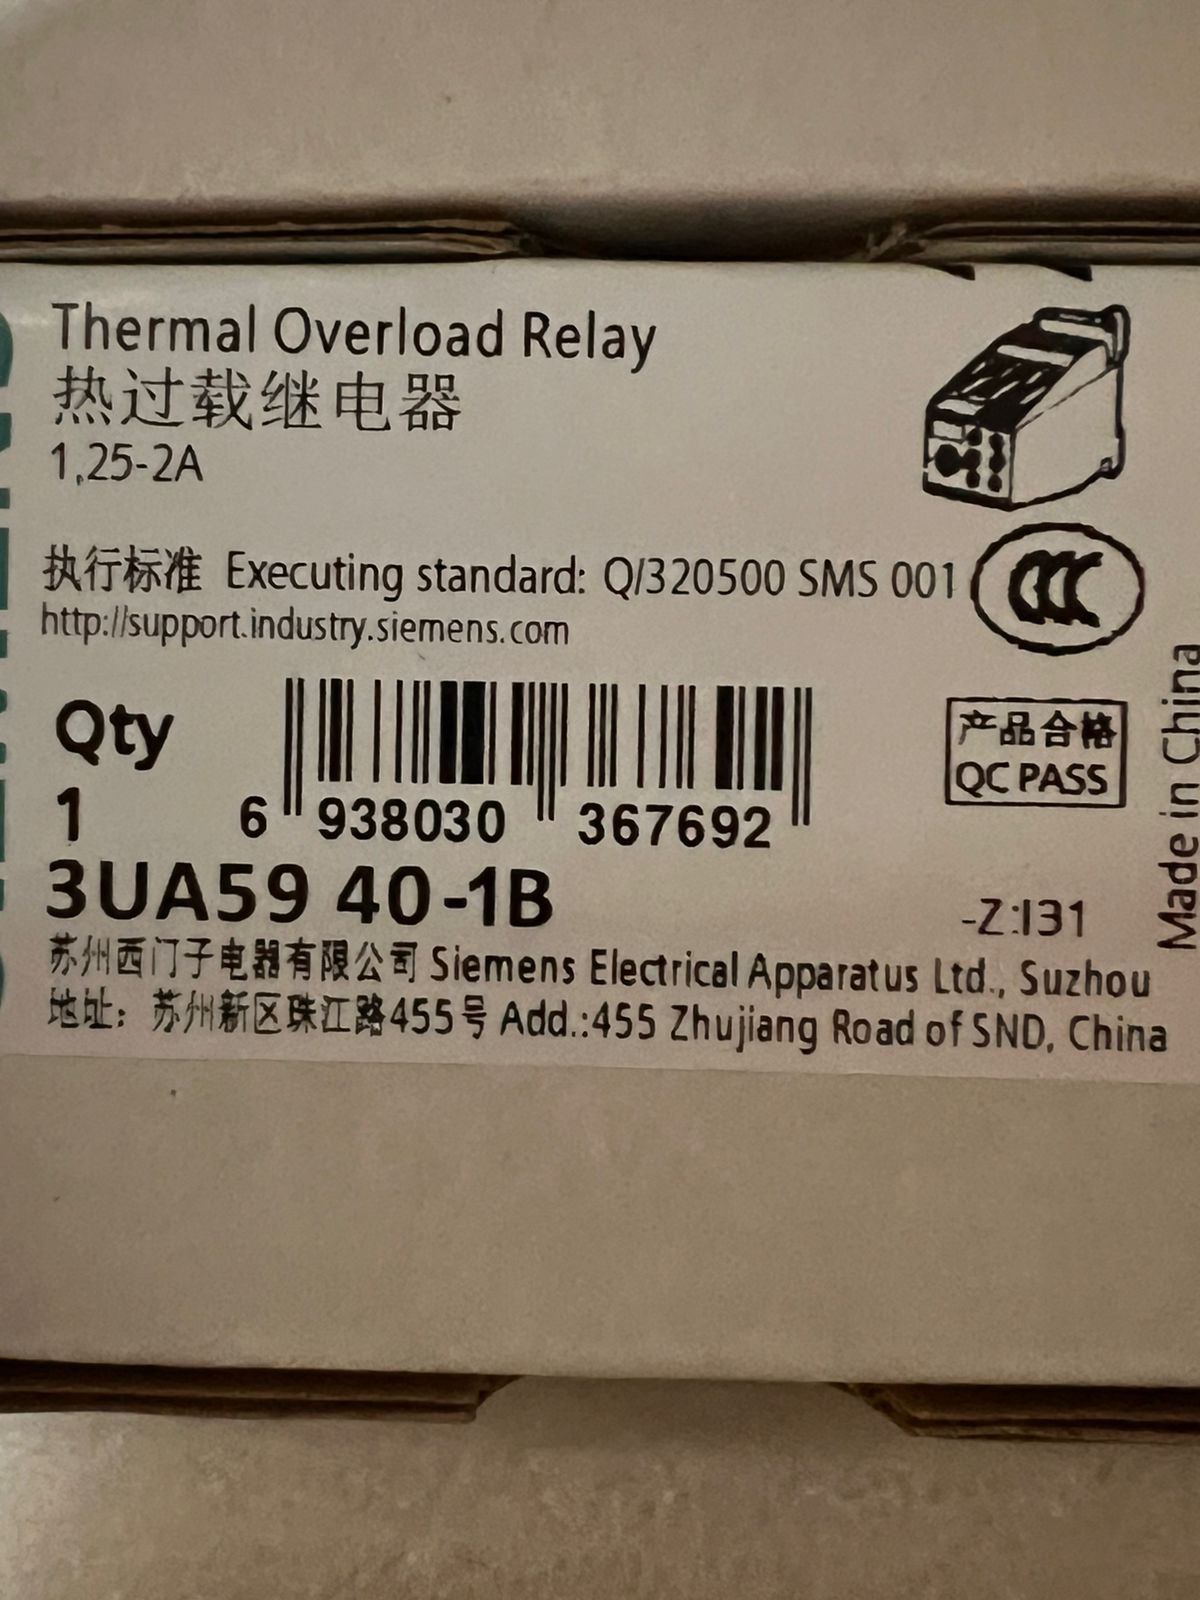 Thermal Overload Relay
热过载继电器
1,25-2A
执行标准 Executing standard: Q/320500 SMS 001
http://support.industry.siemens.com
Qty
1
6 938030 367692
产品合格
QC PASS
Made in China
3UA59 40-1B
-Z:I31
苏州西门子电器有限公司 Siemens Electrical Apparatus Ltd., Suzhou
地址：苏州新区珠江路455号 Add.:455 Zhujiang Road of SND, China